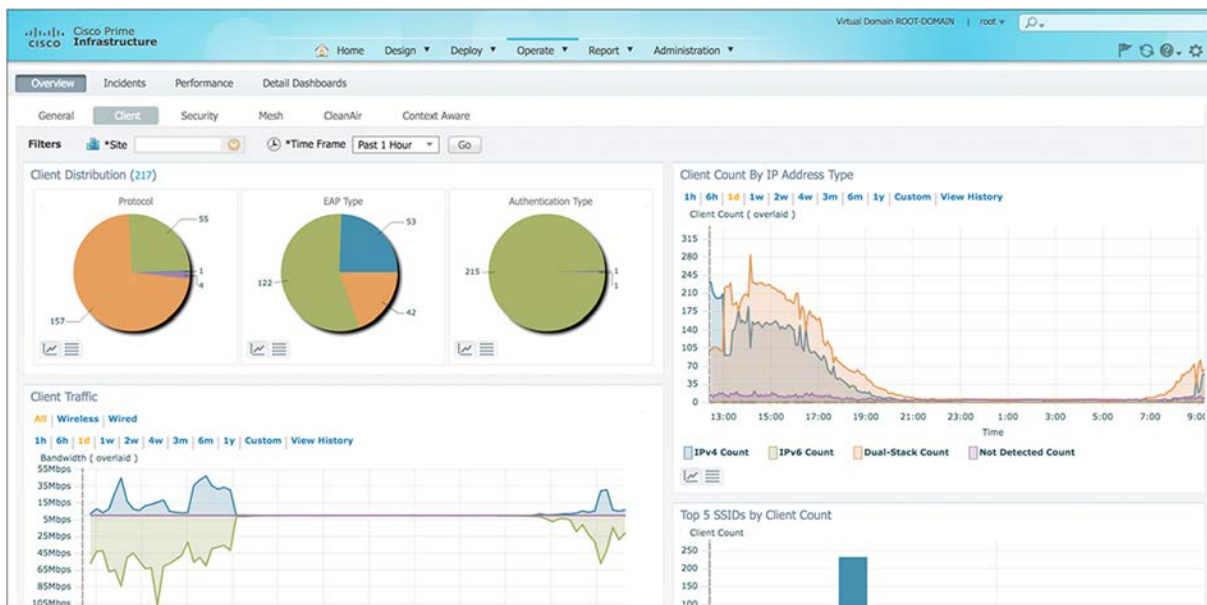 Virtual Domain ROOT-DOMAIN | root
cisco Cisco Prime Infrastructure
Home Design Deploy Operate Report Administration
Overview Incidents Performance Detail Dashboards
General Client Security Mesh CleanAir Context Aware
Filters *Site *Time Frame Past 1 Hour Go
Client Distribution (217)
Protocol
55
1
4
157
EAP Type
53
122
42
Authentication Type
215
1
1
Client Traffic
All | Wireless | Wired
1h | 6h | 1d | 1w | 2w | 4w | 3m | 6m | 1y | Custom | View History
Bandwidth ( overlaid )
55Mbps
35Mbps
15Mbps
5Mbps
25Mbps
45Mbps
65Mbps
85Mbps
105Mbps
Client Count By IP Address Type
1h | 6h | 1d | 1w | 2w | 4w | 3m | 6m | 1y | Custom | View History
Client Count ( overlaid )
315
280
245
210
175
140
105
70
35
0
13:00 15:00 17:00 19:00 21:00 23:00 1:00 3:00 5:00 7:00 9:00
Time
IPv4 Count IPv6 Count Dual-Stack Count Not Detected Count
Top 5 SSIDs by Client Count
Client Count
250
200
150
100